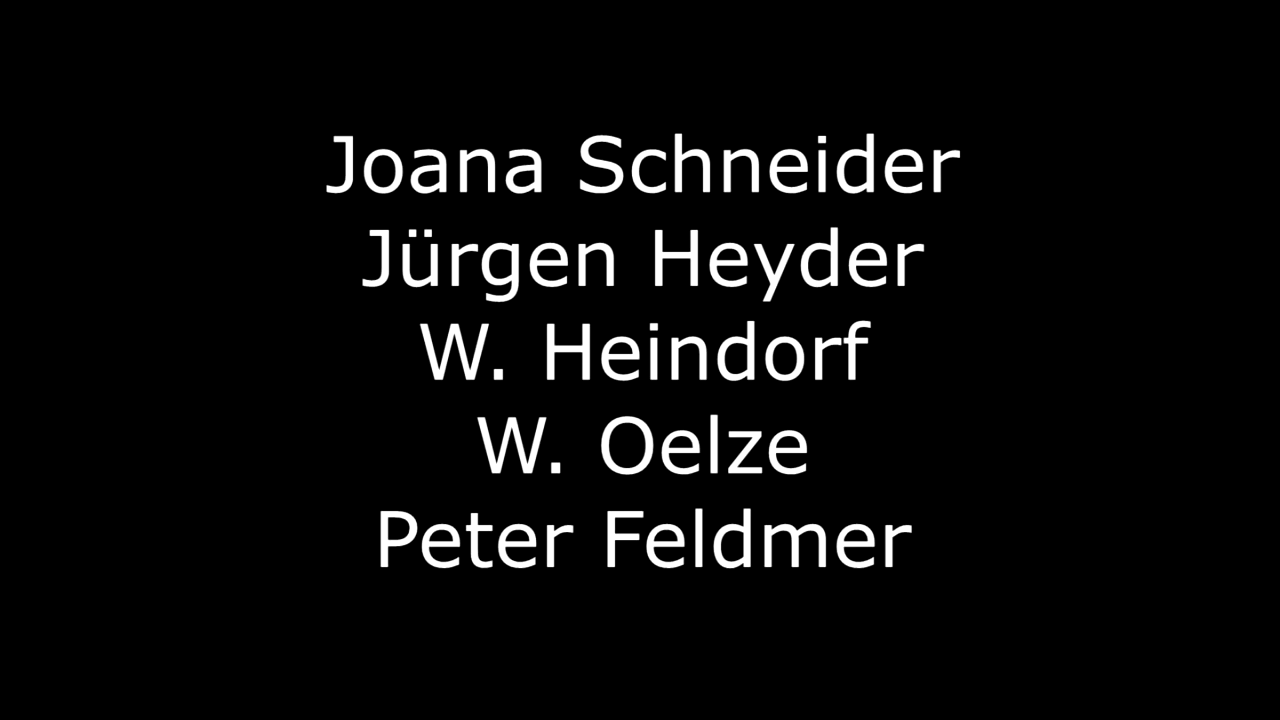 Joana Schneider
Jürgen Heyder
W. Heindorf
W. Oelze
Peter Feldmer